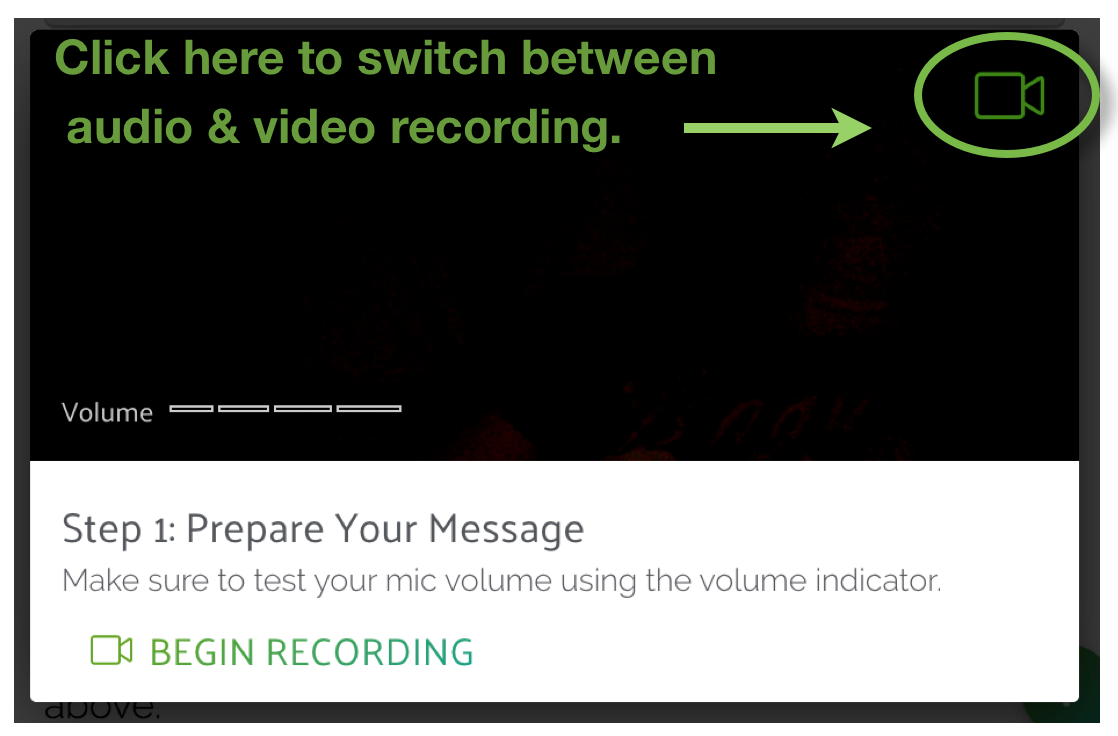 Click here to switch between
audio & video recording.
Volume
Step 1: Prepare Your Message
Make sure to test your mic volume using the volume indicator.
BEGIN RECORDING
above.